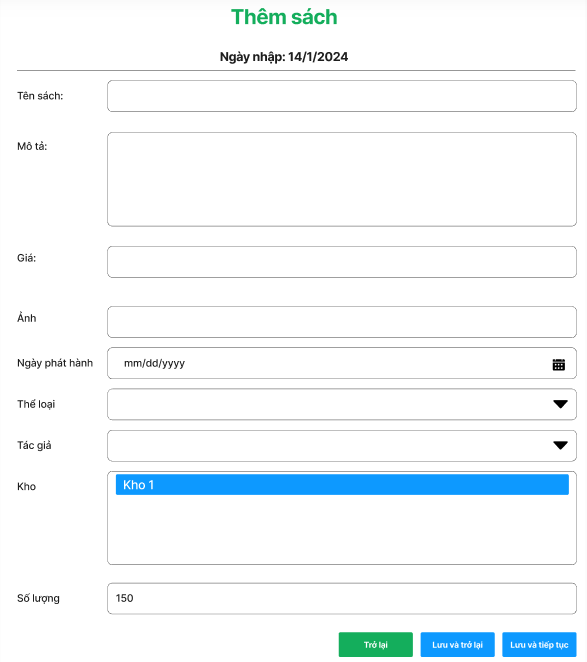 Thêm sách
Ngày nhập: 14/1/2024
Tên sách:
Mô tả:
Giá:
Ảnh
Ngày phát hành mm/dd/yyyy
Thể loại
Tác giả
Kho Kho 1
Số lượng 150
Trở lại Lưu và trở lại Lưu và tiếp tục